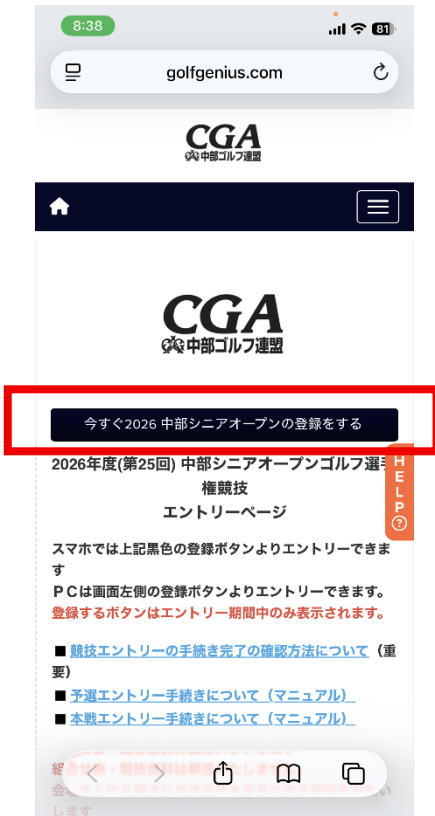 8:38
81
golfgenius.com
CGA
中部ゴルフ連盟
CGA
中部ゴルフ連盟
今すぐ2026 中部シニアオープンの登録をする
2026年度(第25回) 中部シニアオープンゴルフ選手
権競技
エントリーページ
HELP?
スマホでは上記黒色の登録ボタンよりエントリーできま
す
ＰＣは画面左側の登録ボタンよりエントリーできます。
登録するボタンはエントリー期間中のみ表示されます。
■ 競技エントリーの手続き完了の確認方法について（重
要）
■ 予選エントリー手続きについて（マニュアル）
■ 本戦エントリー手続きについて（マニュアル）
します